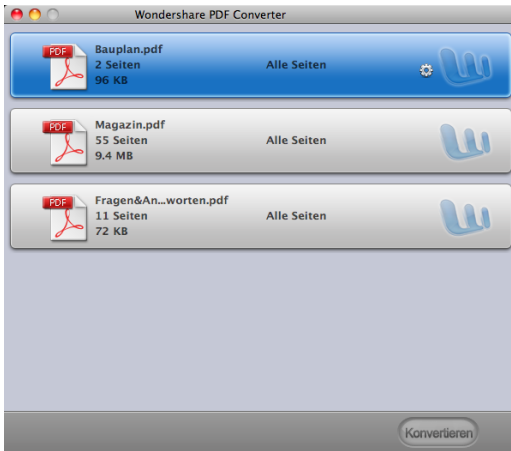 Wondershare PDF Converter
PDF
Bauplan.pdf
2 Seiten
Alle Seiten
96 KB
PDF
Magazin.pdf
55 Seiten
Alle Seiten
9.4 MB
PDF
Fragen&An...worten.pdf
11 Seiten
Alle Seiten
72 KB
Konvertieren